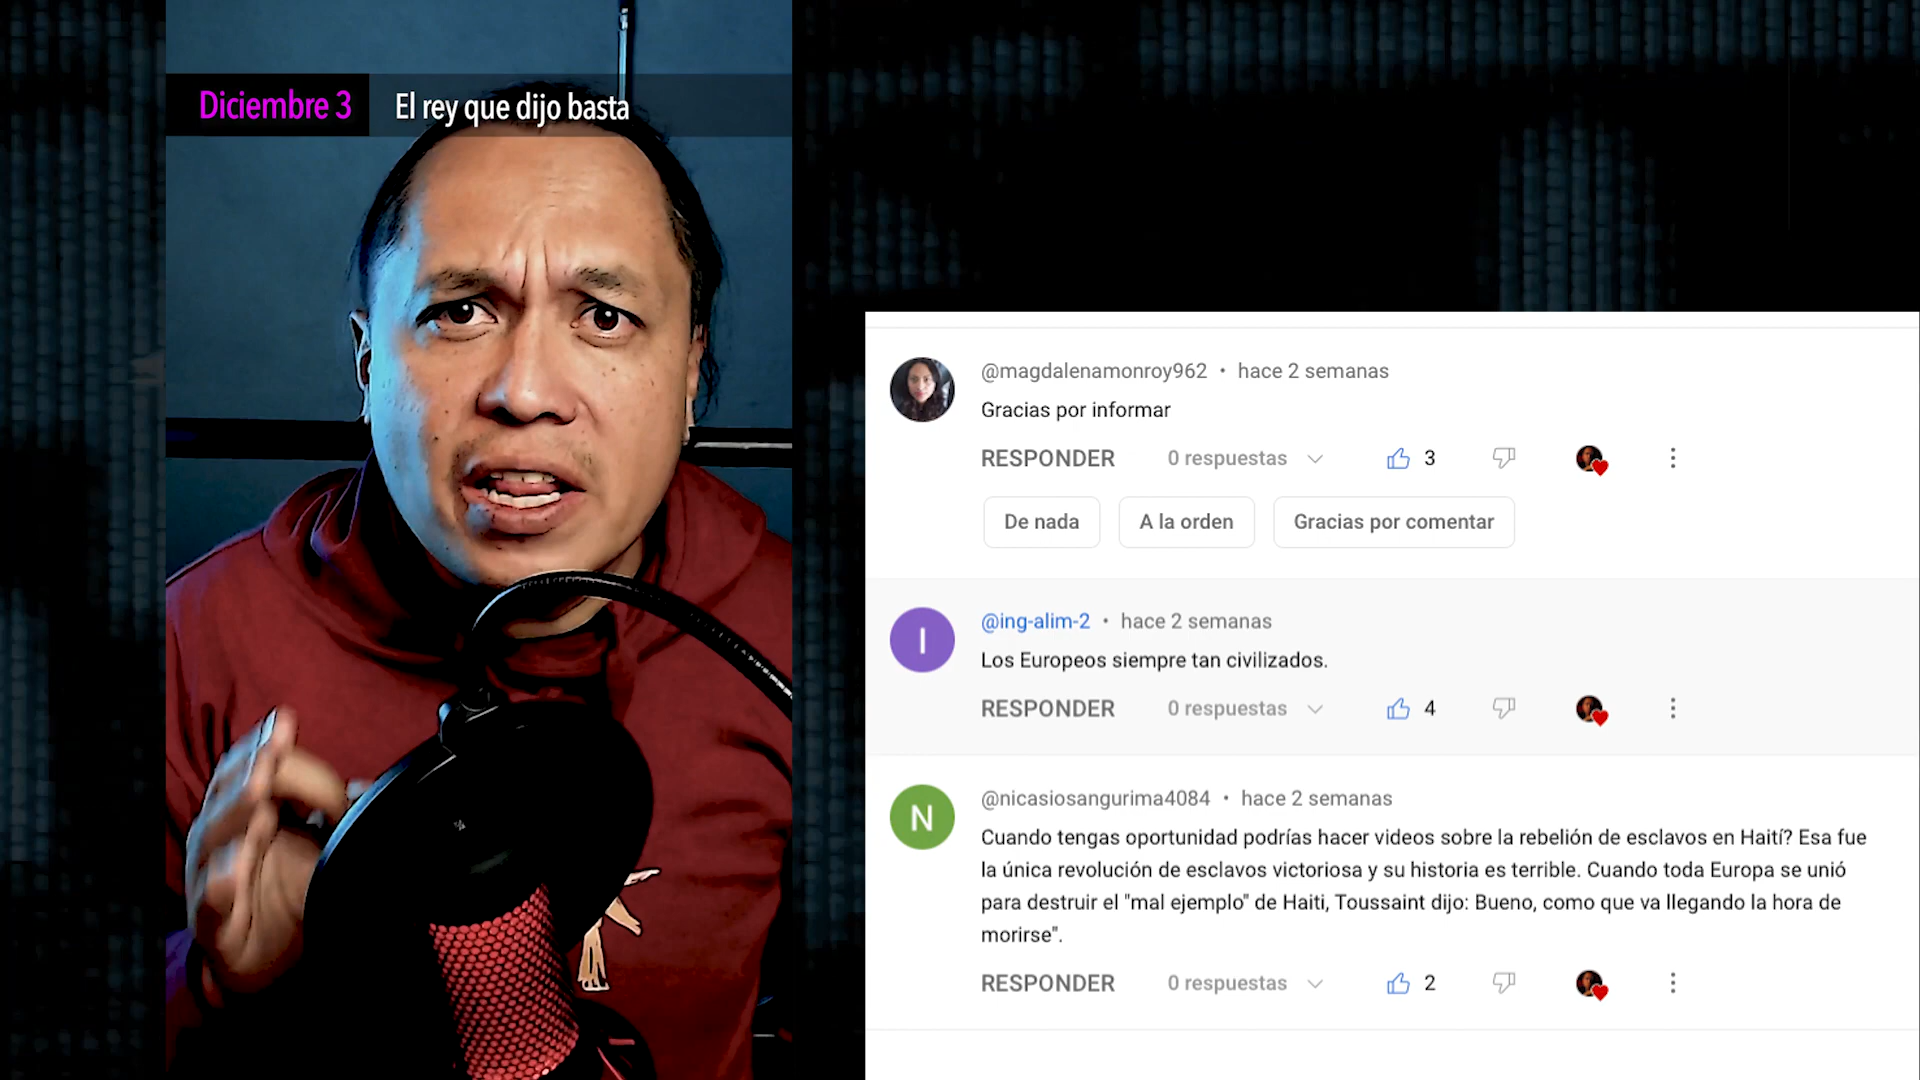 Diciembre 3 El rey que dijo basta
@magdalenamonroy962 • hace 2 semanas
Gracias por informar
RESPONDER 0 respuestas 3
De nada A la orden Gracias por comentar
I
@ing-alim-2 • hace 2 semanas
Los Europeos siempre tan civilizados.
RESPONDER 0 respuestas 4
N
@nicasiosangurima4084 • hace 2 semanas
Cuando tengas oportunidad podrías hacer videos sobre la rebelión de esclavos en Haití? Esa fue
la única revolución de esclavos victoriosa y su historia es terrible. Cuando toda Europa se unió
para destruir el "mal ejemplo" de Haiti, Toussaint dijo: Bueno, como que va llegando la hora de
morirse".
RESPONDER 0 respuestas 2